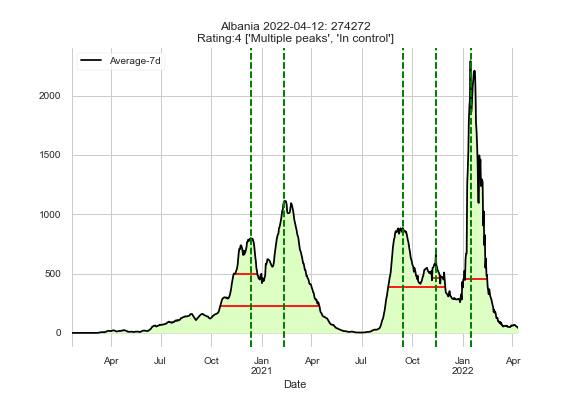 Albania 2022-04-12: 274272
Rating:4 ['Multiple peaks', 'In control']
Average-7d
2000
1500
1000
500
0
Apr Jul Oct Jan Apr Jul Oct Jan Apr
2021 2022
Date